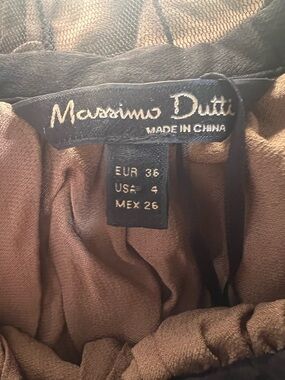 Massimo Dutti
MADE IN CHINA
EUR 36
USA 4
MEX 26